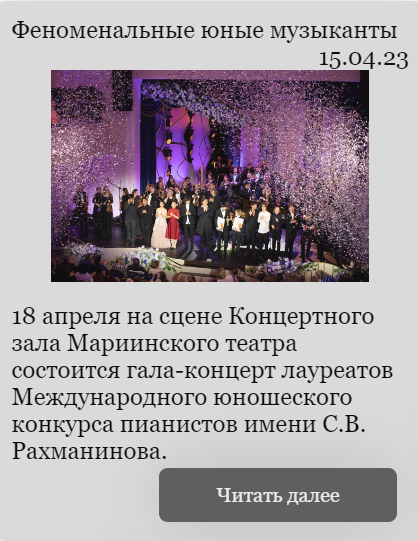 Феноменальные юные музыканты
15.04.23
18 апреля на сцене Концертного
зала Мариинского театра
состоится гала-концерт лауреатов
Международного юношеского
конкурса пианистов имени С.В.
Рахманинова.
Читать далее